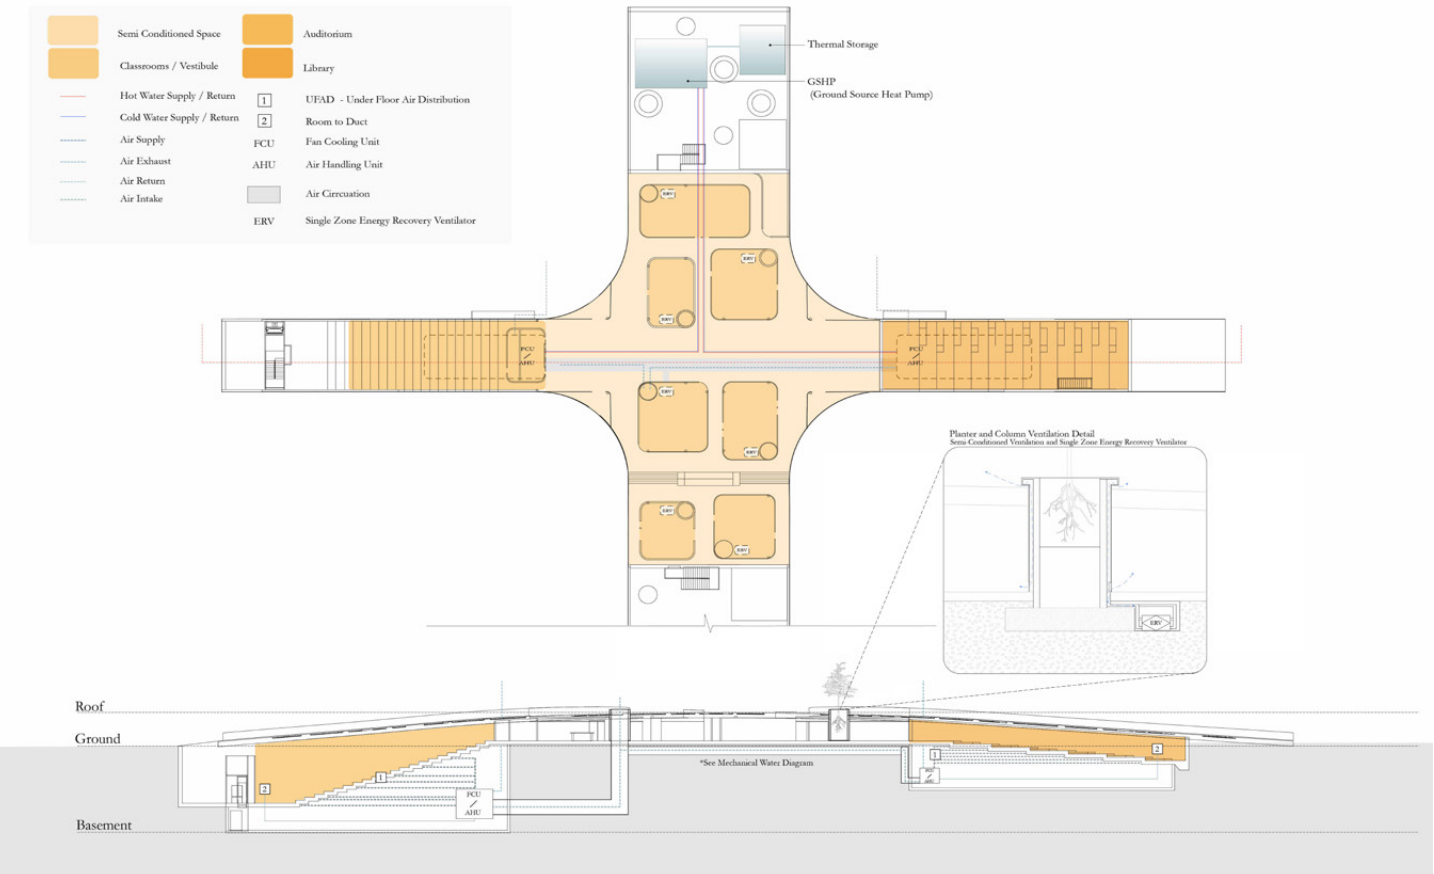 Semi Conditioned Space
Auditorium
Classrooms / Vestibule
Library
Hot Water Supply / Return
1
UFAD - Under Floor Air Distribution
Cold Water Supply / Return
2
Room to Duct
Air Supply
FCU
Fan Cooling Unit
Air Exhaust
AHU
Air Handling Unit
Air Return
Air Intake
Air Circuation
ERV
Single Zone Energy Recovery Ventilator
Thermal Storage
GSHP
(Ground Source Heat Pump)
ERV
ERV
ERV
FCU
/
AHU
FCU
/
AHU
ERV
ERV
ERV
ERV
Planter and Column Ventilation Detail
Semi-Conditioned Ventilation and Single Zone Energy Recovery Ventilator
ERV
Roof
Ground
*See Mechanical Water Diagram
1
2
1
2
FCU
/
AHU
FCU
/
AHU
Basement